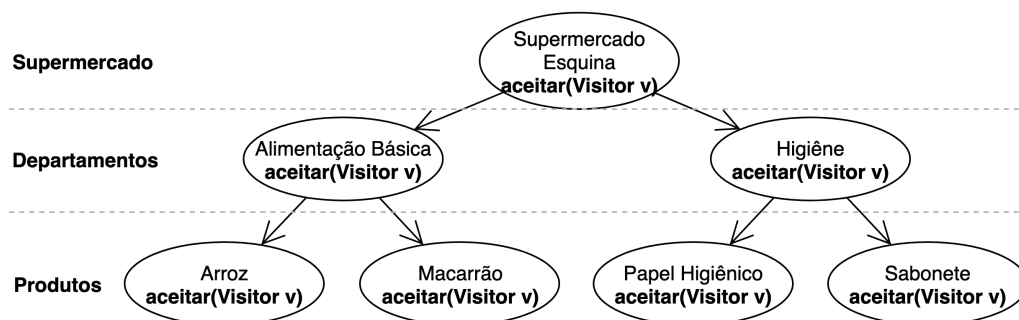 Supermercado
Supermercado
Esquina
aceitar(Visitor v)
Departamentos
Alimentação Básica
aceitar(Visitor v)
Higiêne
aceitar(Visitor v)
Produtos
Arroz
aceitar(Visitor v)
Macarrão
aceitar(Visitor v)
Papel Higiênico
aceitar(Visitor v)
Sabonete
aceitar(Visitor v)